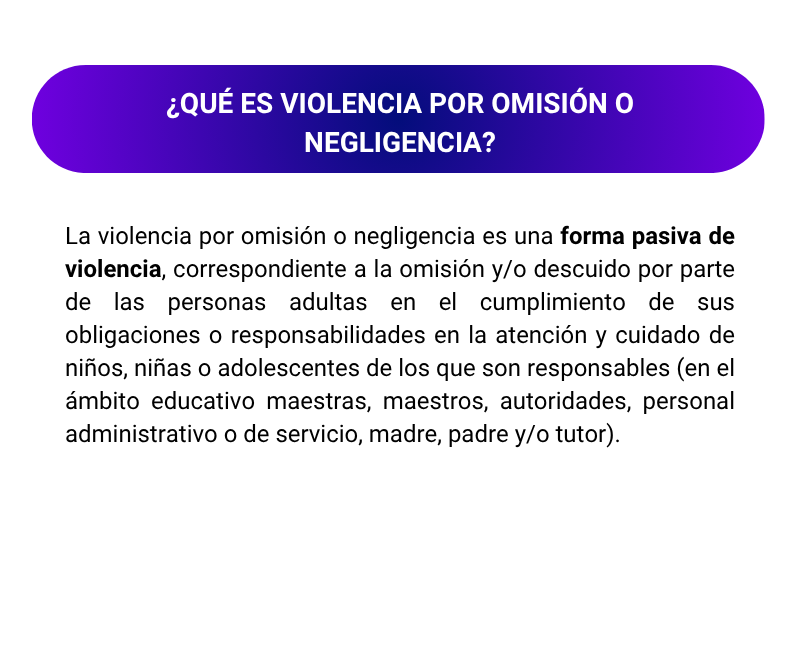 ¿QUÉ ES VIOLENCIA POR OMISIÓN O
NEGLIGENCIA?
La violencia por omisión o negligencia es una forma pasiva de
violencia, correspondiente a la omisión y/o descuido por parte
de las personas adultas en el cumplimiento de sus
obligaciones o responsabilidades en la atención y cuidado de
niños, niñas o adolescentes de los que son responsables (en el
ámbito educativo maestras, maestros, autoridades, personal
administrativo o de servicio, madre, padre y/o tutor).